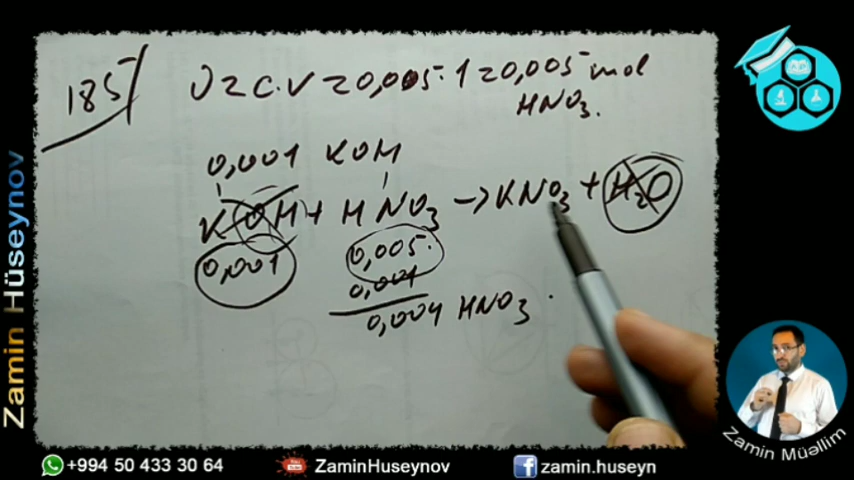 185
ν = C.V = 0,005.1 = 0,005 mol
HNO₃.
0,001 KOH
KOH + HNO₃ → KNO₃ + H₂O
0,001 0,005.
0,001
0,004 HNO₃.
Zamin Hüseynov
Zamin Müəllim
+994 50 433 30 64 ZaminHuseynov zamin.huseyn